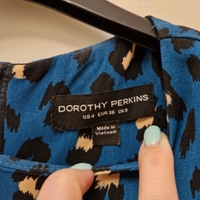 DOROTHY PERKINS
US 4 EUR 36 UK 8
Made in
Vietnam